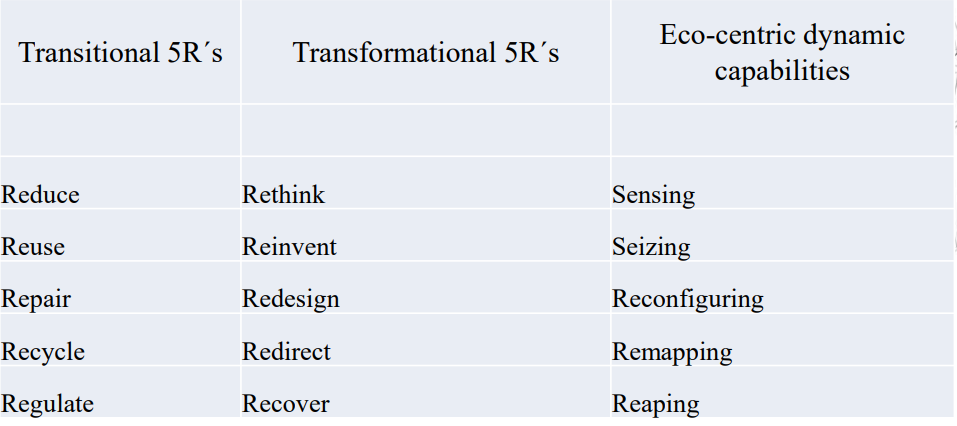 Transitional 5R´s Transformational 5R´s Eco-centric dynamic
capabilities
Reduce Rethink Sensing
Reuse Reinvent Seizing
Repair Redesign Reconfiguring
Recycle Redirect Remapping
Regulate Recover Reaping